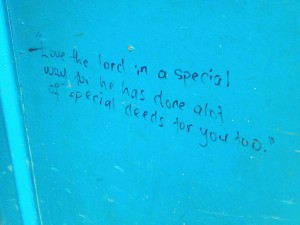 "Love the lord in a special
way for he has done alot
of special deeds for you too."